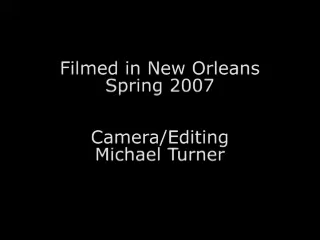 Filmed in New Orleans
Spring 2007
Camera/Editing
Michael Turner